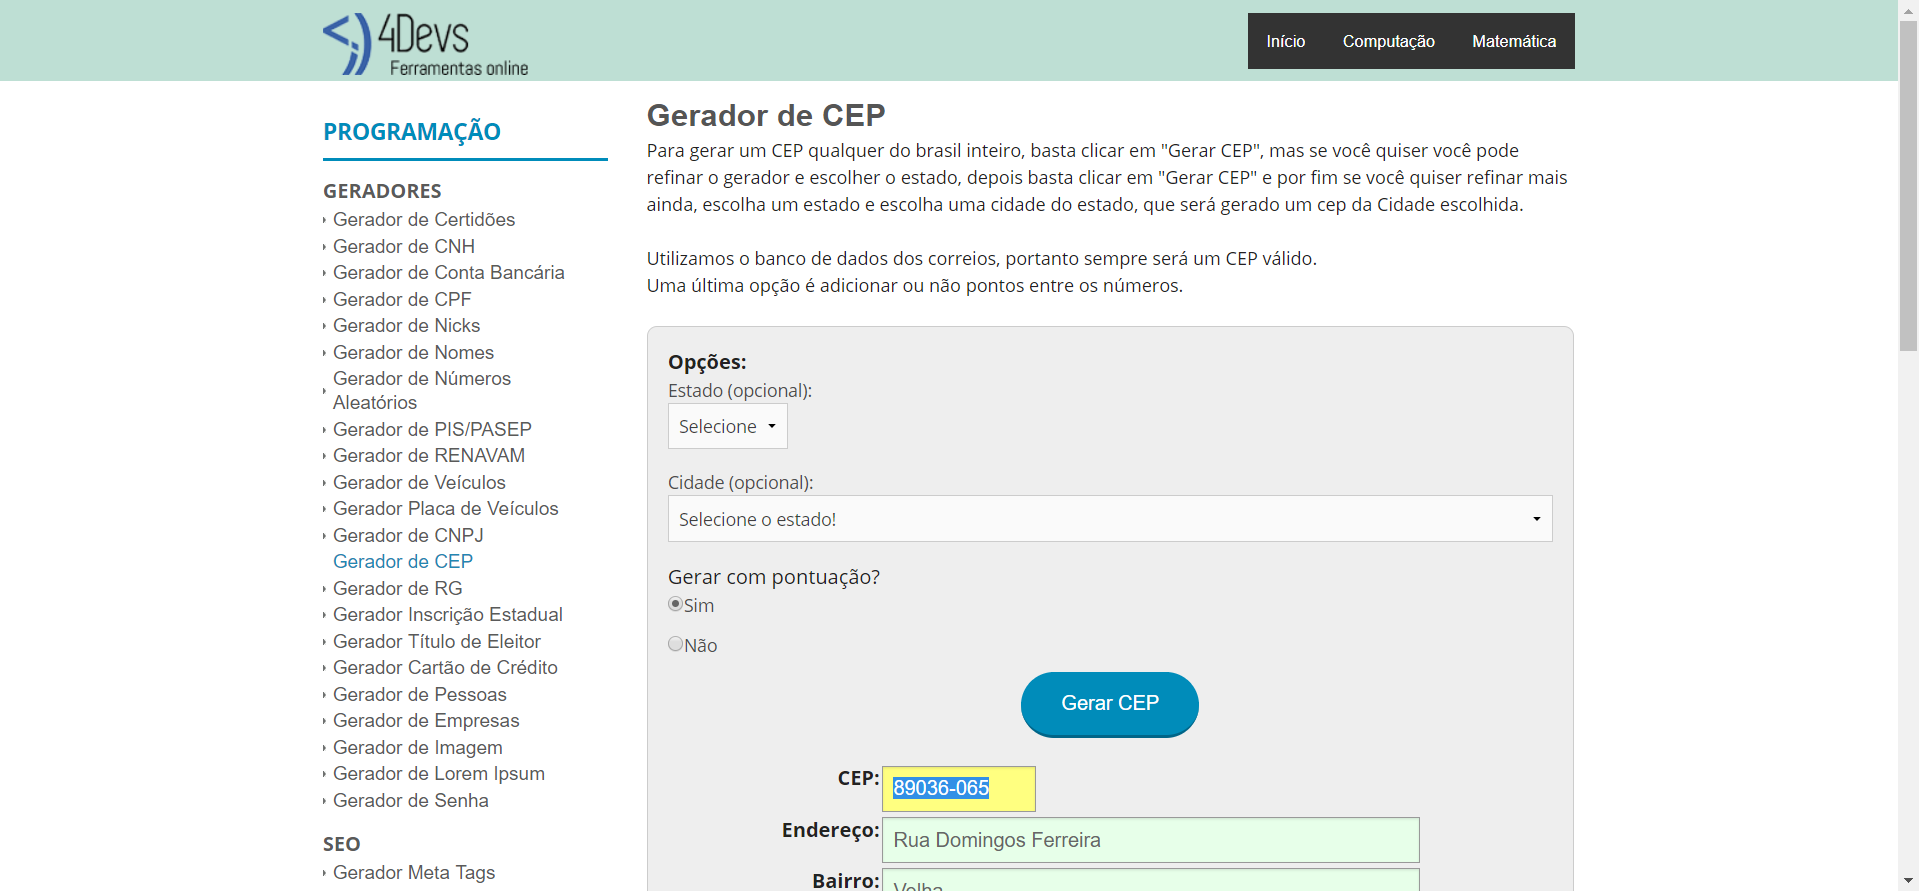 4Devs
Ferramentas online
Início
Computação
Matemática
PROGRAMAÇÃO
GERADORES
Gerador de Certidões
Gerador de CNH
Gerador de Conta Bancária
Gerador de CPF
Gerador de Nicks
Gerador de Nomes
Gerador de Números
Aleatórios
Gerador de PIS/PASEP
Gerador de RENAVAM
Gerador de Veículos
Gerador Placa de Veículos
Gerador de CNPJ
Gerador de CEP
Gerador de RG
Gerador Inscrição Estadual
Gerador Título de Eleitor
Gerador Cartão de Crédito
Gerador de Pessoas
Gerador de Empresas
Gerador de Imagem
Gerador de Lorem Ipsum
Gerador de Senha
SEO
Gerador Meta Tags
Gerador de CEP
Para gerar um CEP qualquer do brasil inteiro, basta clicar em "Gerar CEP", mas se você quiser você pode
refinar o gerador e escolher o estado, depois basta clicar em "Gerar CEP" e por fim se você quiser refinar mais
ainda, escolha um estado e escolha uma cidade do estado, que será gerado um cep da Cidade escolhida.
Utilizamos o banco de dados dos correios, portanto sempre será um CEP válido.
Uma última opção é adicionar ou não pontos entre os números.
Opções:
Estado (opcional):
Selecione
Cidade (opcional):
Selecione o estado!
Gerar com pontuação?
Sim
Não
Gerar CEP
CEP: 89036-065
Endereço: Rua Domingos Ferreira
Bairro: Velha